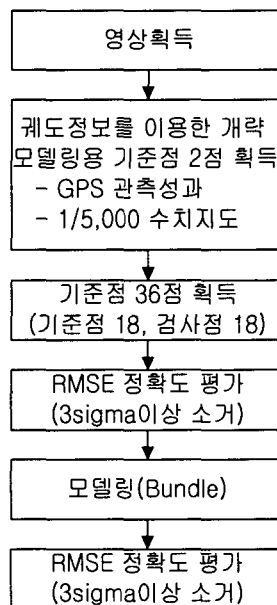 영상획득
궤도정보를 이용한 개략
모델링용 기준점 2점 획득
- GPS 관측성과
- 1/5,000 수치지도
기준점 36점 획득
(기준점 18, 검사점 18)
RMSE 정확도 평가
(3sigma이상 소거)
모델링(Bundle)
RMSE 정확도 평가
(3sigma이상 소거)